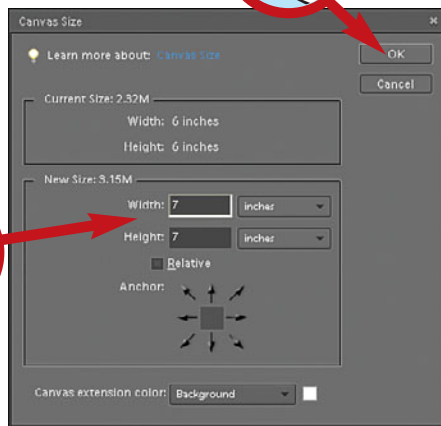 Canvas Size
Learn more about: Canvas Size
OK
Cancel
Current Size: 2.32M
Width: 6 inches
Height: 6 inches
New Size: 3.15M
Width: 7 inches
Height: 7 inches
Relative
Anchor:
Canvas extension color: Background